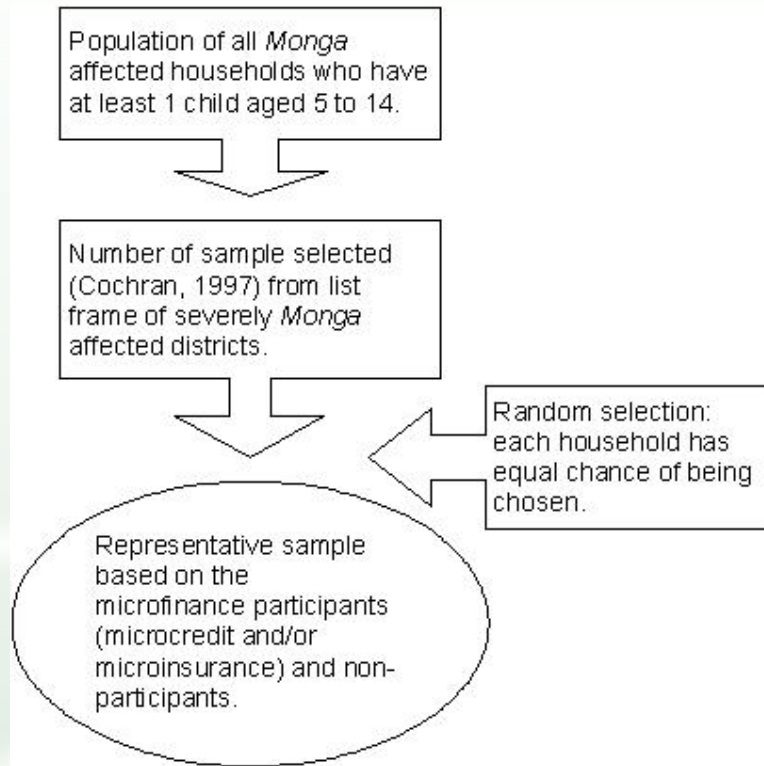 Population of all Monga
affected households who have
at least 1 child aged 5 to 14.
Number of sample selected
(Cochran, 1997) from list
frame of severely Monga
affected districts.
Random selection:
each household has
equal chance of being
chosen.
Representative sample
based on the
microfinance participants
(microcredit and/or
microinsurance) and non-
participants.